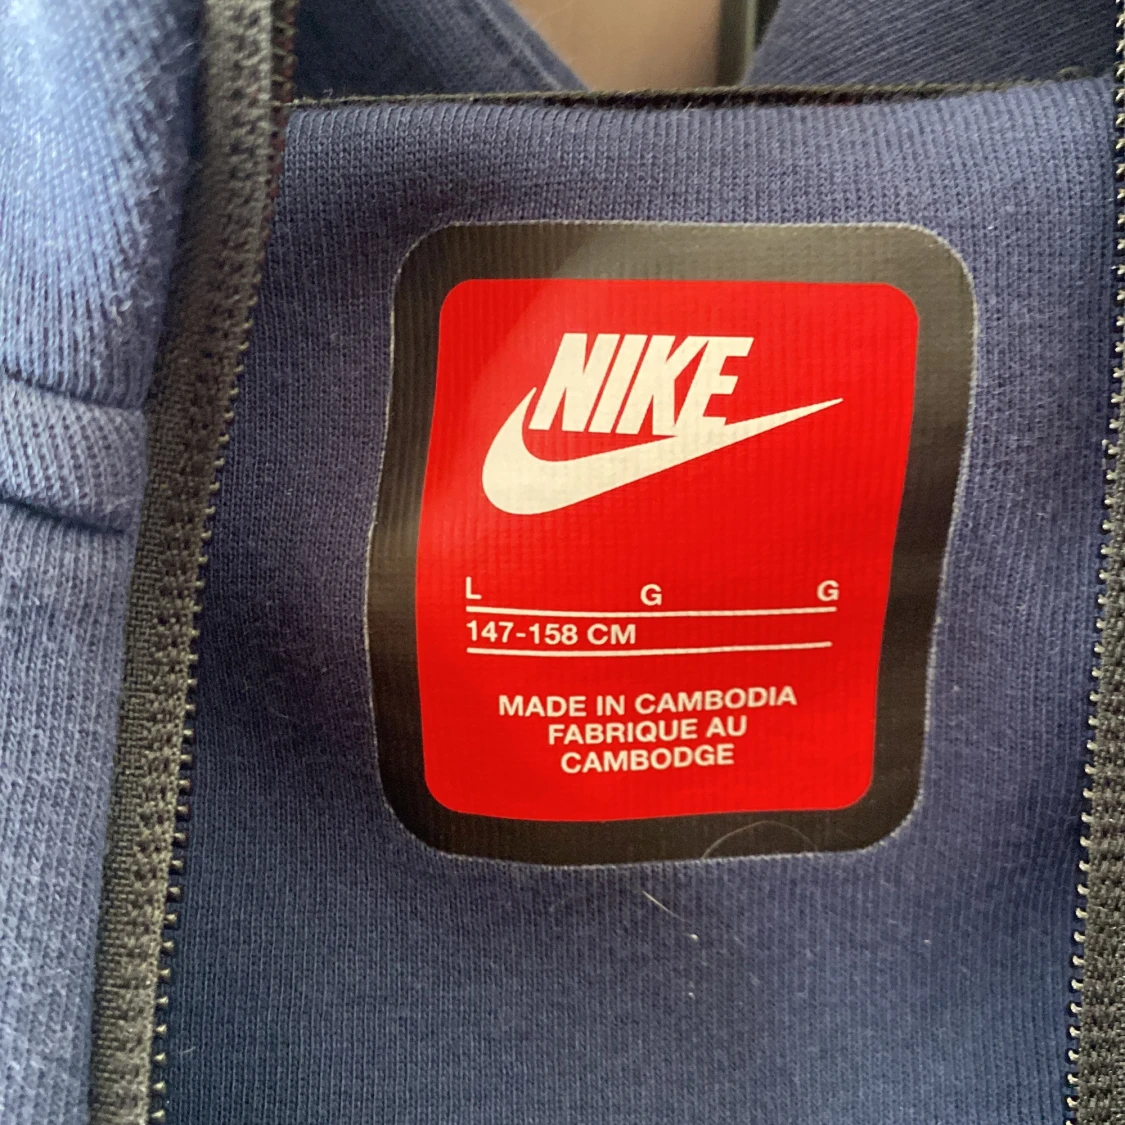 NIKE
L G G
147-158 CM
MADE IN CAMBODIA
FABRIQUE AU
CAMBODGE